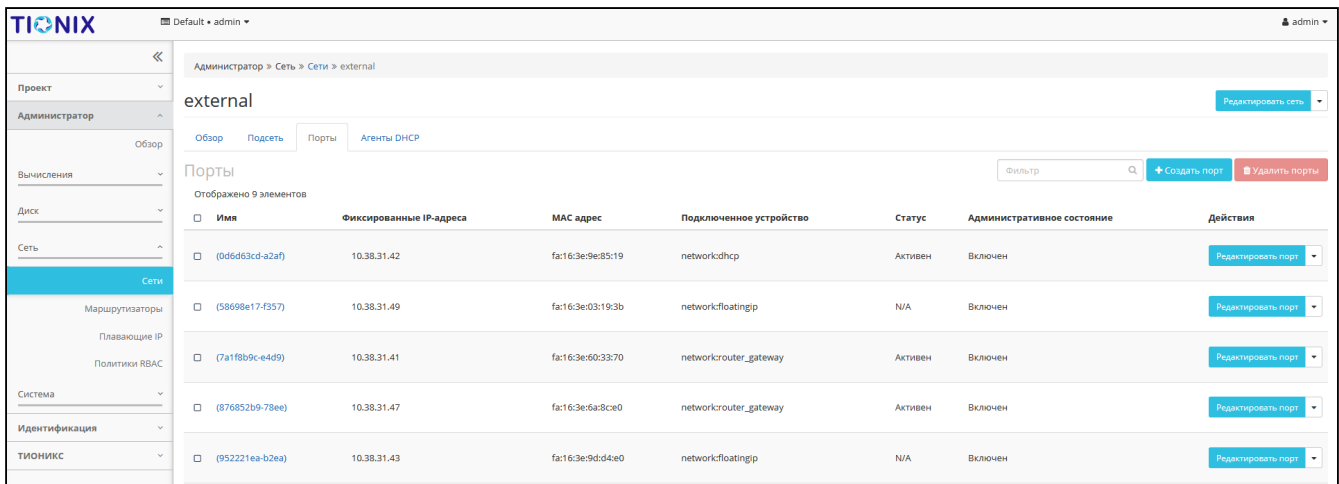 TIONIX
Default • admin
admin
Администратор » Сеть » Сети » external
Проект
Администратор
Обзор
Вычисления
Диск
Сеть
Сети
Маршрутизаторы
Плавающие IP
Политики RBAC
Система
Идентификация
ТИОНИКС
external
Редактировать сеть
Обзор Подсеть Порты Агенты DHCP
Порты
Фильтр
Создать порт
Удалить порты
Отображено 9 элементов
Имя Фиксированные IP-адреса MAC адрес Подключенное устройство Статус Административное состояние Действия
(0d6d63cd-a2af) 10.38.31.42 fa:16:3e:9e:85:19 network:dhcp Активен Включен Редактировать порт
(58698e17-f357) 10.38.31.49 fa:16:3e:03:19:3b network:floatingip N/A Включен Редактировать порт
(7a1f8b9c-e4d9) 10.38.31.41 fa:16:3e:60:33:70 network:router_gateway Активен Включен Редактировать порт
(876852b9-78ee) 10.38.31.47 fa:16:3e:6a:8c:e0 network:router_gateway Активен Включен Редактировать порт
(952221ea-b2ea) 10.38.31.43 fa:16:3e:9d:d4:e0 network:floatingip N/A Включен Редактировать порт